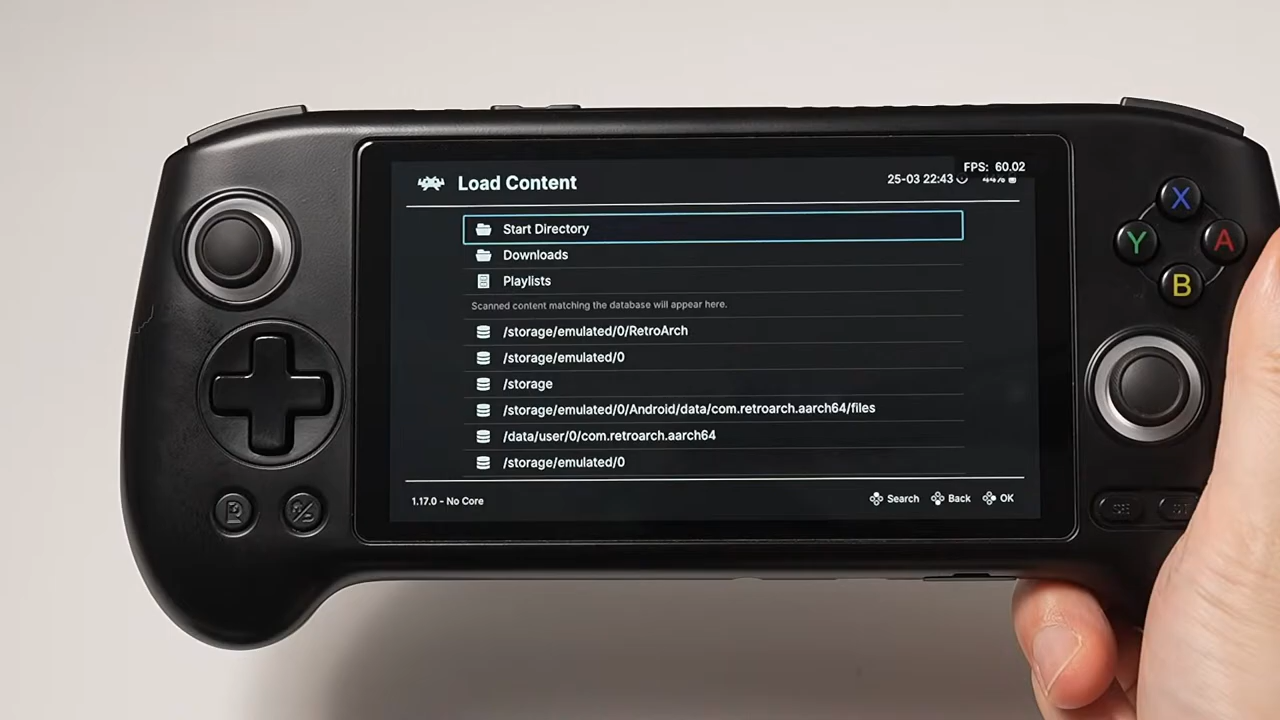 FPS: 60.02
Load Content
25-03 22:43
44%
Start Directory
Downloads
Playlists
Scanned content matching the database will appear here.
/storage/emulated/0/RetroArch
/storage/emulated/0
/storage
/storage/emulated/0/Android/data/com.retroarch.aarch64/files
/data/user/0/com.retroarch.aarch64
/storage/emulated/0
1.17.0 - No Core
Search
Back
OK
X
Y
A
B